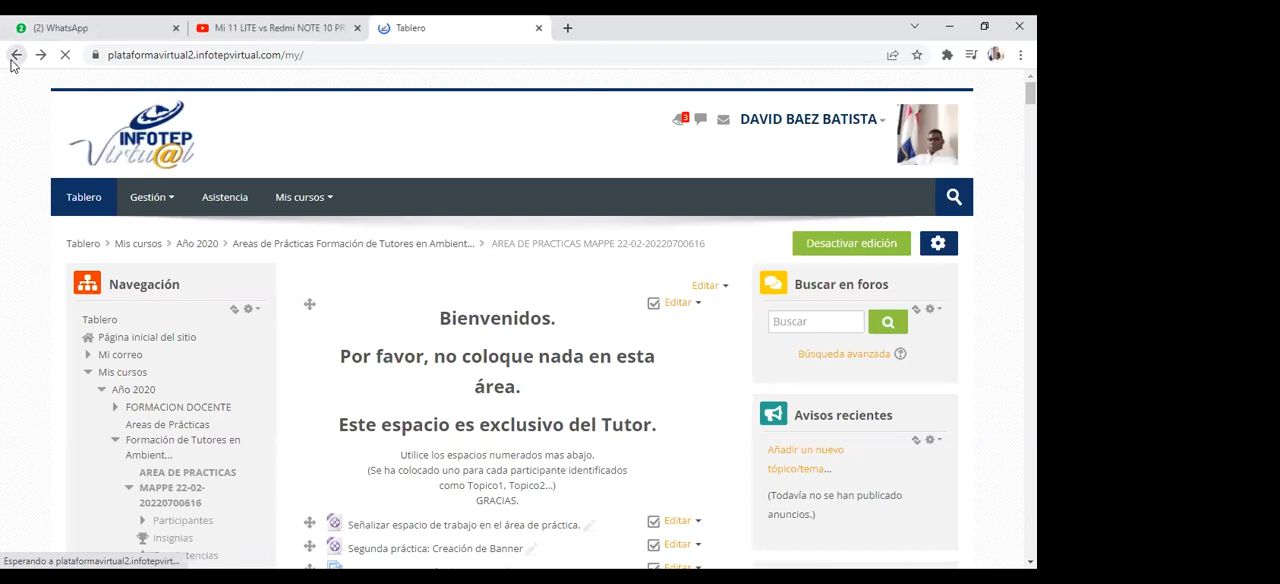 (2) WhatsApp
Mi 11 LITE vs Redmi NOTE 10 PR
Tablero
plataformavirtual2.infotepvirtual.com/my/
INFOTEP
Virtu@l
3
DAVID BAEZ BATISTA
Tablero
Gestión
Asistencia
Mis cursos
Tablero
Mis cursos
Año 2020
Areas de Prácticas Formación de Tutores en Ambient...
AREA DE PRACTICAS MAPPE 22-02-20220700616
Desactivar edición
Navegación
Tablero
Página inicial del sitio
Mi correo
Mis cursos
Año 2020
FORMACION DOCENTE
Areas de Prácticas
Formación de Tutores en
Ambient...
AREA DE PRACTICAS
MAPPE 22-02-
20220700616
Participantes
Insignias
Esperando a plataformavirtual2.infotepvirt...
Editar
Editar
Bienvenidos.
Por favor, no coloque nada en esta
área.
Este espacio es exclusivo del Tutor.
Utilice los espacios numerados mas abajo.
(Se ha colocado uno para cada participante identificados
como Topico1, Topico2...)
GRACIAS.
Señalizar espacio de trabajo en el área de práctica.
Editar
Segunda práctica: Creación de Banner
Editar
Editar
Buscar en foros
Buscar
Búsqueda avanzada
Avisos recientes
Añadir un nuevo
tópico/tema...
(Todavía no se han publicado
anuncios.)